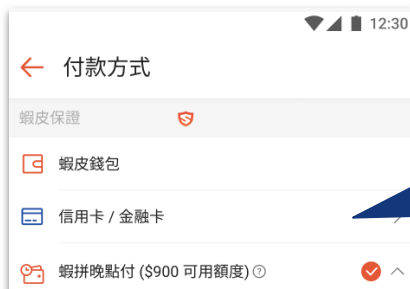 12:30
付款方式
蝦皮保證
蝦皮錢包
信用卡 / 金融卡
蝦拼晚點付 ($900 可用額度)